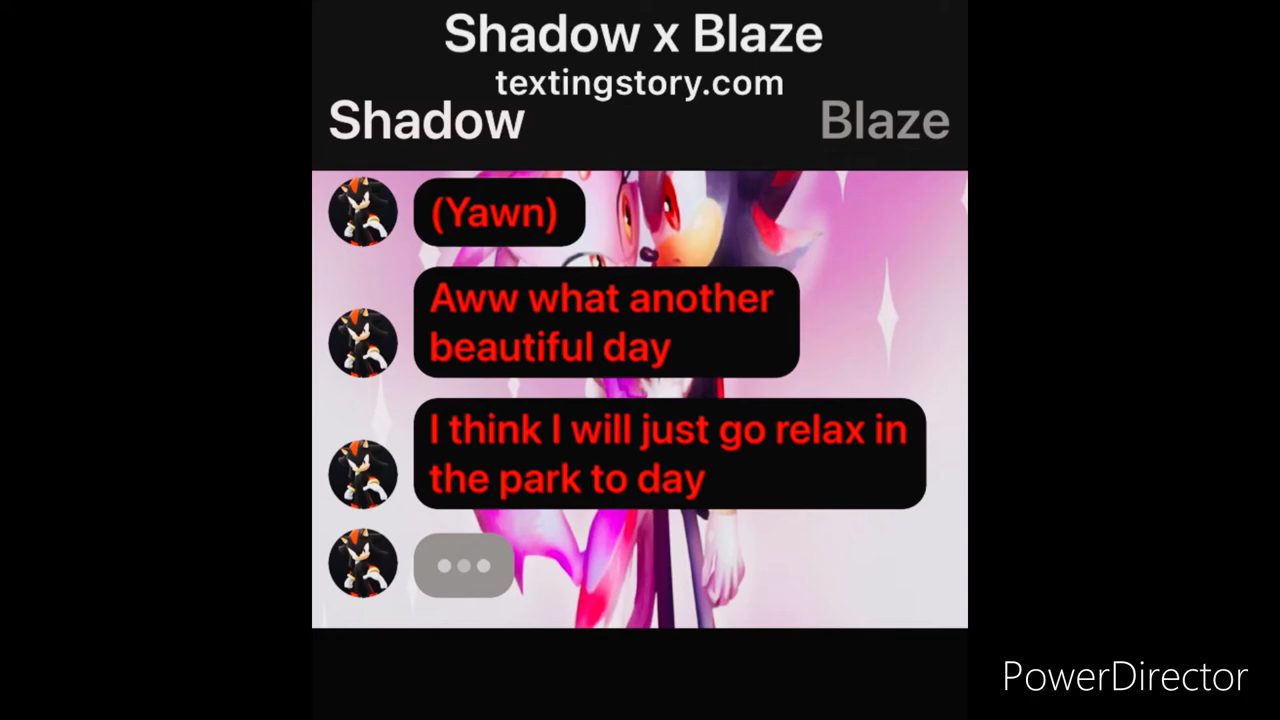 Shadow x Blaze
textingstory.com
Shadow
Blaze
(Yawn)
Aww what another
beautiful day
I think I will just go relax in
the park to day
PowerDirector